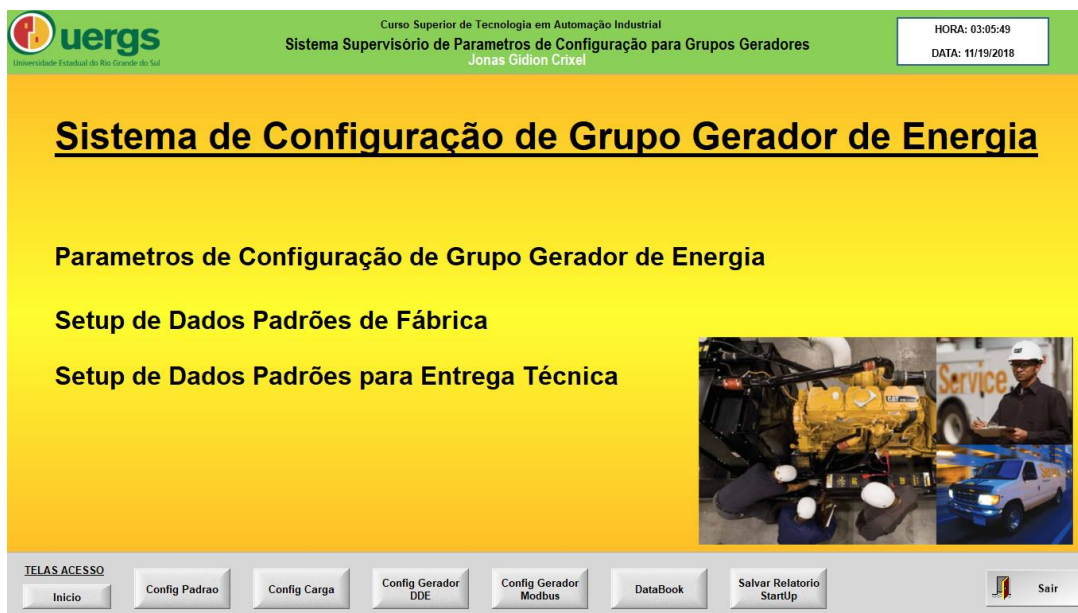 uergs
Universidade Estadual do Rio Grande do Sul
Curso Superior de Tecnologia em Automação Industrial
Sistema Supervisório de Parametros de Configuração para Grupos Geradores
Jonas Gidion Crixel
HORA: 03:05:49
DATA: 11/19/2018
Sistema de Configuração de Grupo Gerador de Energia
Parametros de Configuração de Grupo Gerador de Energia
Setup de Dados Padrões de Fábrica
Setup de Dados Padrões para Entrega Técnica
CAT
Service
CAT
TELAS ACESSO
Inicio
Config Padrao
Config Carga
Config Gerador
DDE
Config Gerador
Modbus
DataBook
Salvar Relatorio
StartUp
Sair